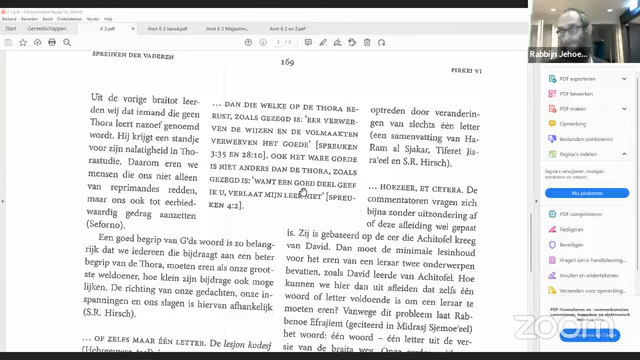 Bestand Bewerken Beeld Ondertekenen Venster Help
Start
Gereedschappen
6 3.pdf
Avot 6 3 barod.pdf
Avot 6 2 en 3.pdf
Rabbijn Jehoe...
SPREUKEN DER VADEREN
169
PIRKEI VI
Uit de vorige braitot leer-
den wij dat iemand die geen
Thora leert nazoef genoemd
wordt. Hij krijgt een standje
voor zijn nalatigheid in Tho-
rastudie. Daarom eren we
mensen die ons niet alleen
van reprimandes redden,
maar ons ook tot eerbied-
waardig gedrag aanzetten
(Seforno).
Een goed begrip van G'ds woord is zo belang-
rijk dat we iedereen die bijdraagt aan een beter
begrip van de Thora, moeten eren als onze groot-
ste weldoener, hoe klein zijn bijdrage ook moge
zijn. De richting van onze gedachten, onze in-
spanningen en ons slagen is hiervan afhankelijk
(S.R. Hirsch).
... OF ZELFS MAAR ÉÉN LETTER. De lesjon kodesj
... DAN DIE WELKE OP DE THORA BE-
RUST, ZOALS GEZEGD IS: 'EER VERWER-
VEN DE WIJZEN EN DE VOLMAAKTEN
VERWERVEN HET GOEDE' [SPREUKEN
3:35 EN 28:10]. OOK HET WARE GOEDE
IS NIET ANDERS DAN DE THORA, ZOALS
GEZEGD IS: 'WANT EEN GOED DEEL GEEF
IK U, VERLAAT MIJN LEER NIET' [SPREU-
KEN 4:2].
optreden door veranderin-
gen van slechts één letter
(een samenvatting van Ha-
Ram al Sjakar, Tiferet Jis-
ra'eel en S.R. Hirsch).
... HOEZEER, ET CETERA. De
commentatoren vragen zich
bijna zonder uitzondering af
of deze afleiding wel gepast
is. Zij is gebaseerd op de eer die Achitofel kreeg
van David. Dan moet de minimale lesinhoud
voor het eren van een leraar twee onderwerpen
bevatten, zoals David leerde van Achitofel. Hoe
kunnen we hier dan uit afleiden dat zelfs één
woord of letter voldoende is om een leraar te
moeten eren? Vanwege dit probleem laat Rab-
benoe Efrajiem (geciteerd in Midrasj Sjemoe'eel)
het woord: één woord – één letter uit de ver-
PDF exporteren
PDF bewerken
PDF maken
Opmerking
Bestanden combineren
Pagina's indelen
Nu proberen
PDF comprimeren
Redigeren
Beveiligen
Invullen en ondertekenen
zoom